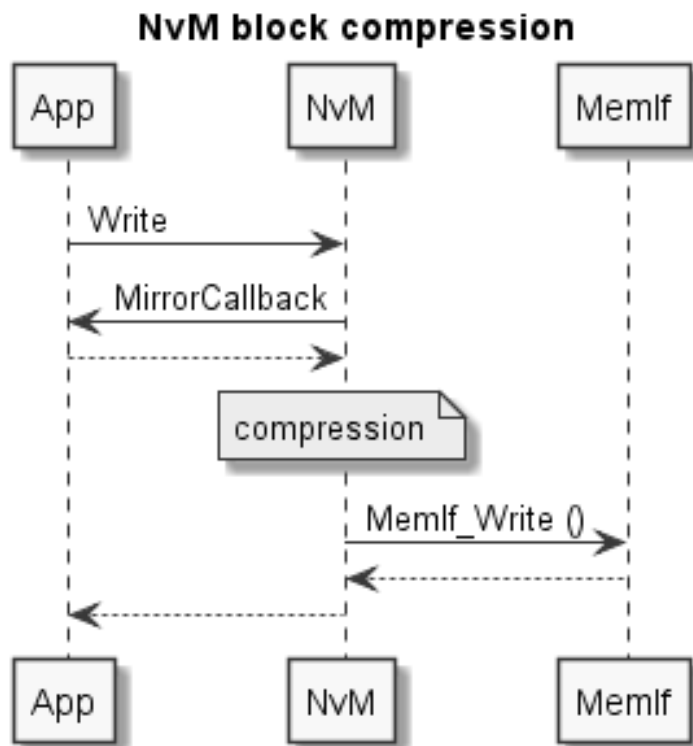 NvM block compression
App
NvM
MemIf
Write
MirrorCallback
compression
MemIf_Write ()
App
NvM
MemIf